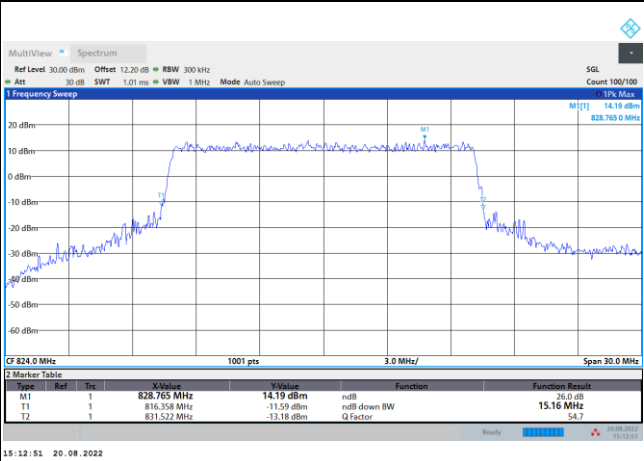 MultiView Spectrum
Ref Level 30.00 dBm Offset 12.20 dB RBW 300 kHz SGL
Att 30 dB SWT 1.01 ms VBW 1 MHz Mode Auto Sweep Count 100/100
1 Frequency Sweep 1Pk Max
M1[1] 14.19 dBm
828.765 0 MHz
20 dBm
M1
10 dBm
0 dBm
T1
-10 dBm
T2
-20 dBm
-30 dBm
-40 dBm
-50 dBm
-60 dBm
CF 824.0 MHz 1001 pts 3.0 MHz/ Span 30.0 MHz
2 Marker Table
Type Ref Trc X-Value Y-Value Function Function Result
M1 1 828.765 MHz 14.19 dBm ndB 26.0 dB
T1 1 816.358 MHz -11.59 dBm ndB down BW 15.16 MHz
T2 1 831.522 MHz -13.18 dBm Q Factor 54.7
Ready 20.08.2022
15:12:51
15:12:51 20.08.2022